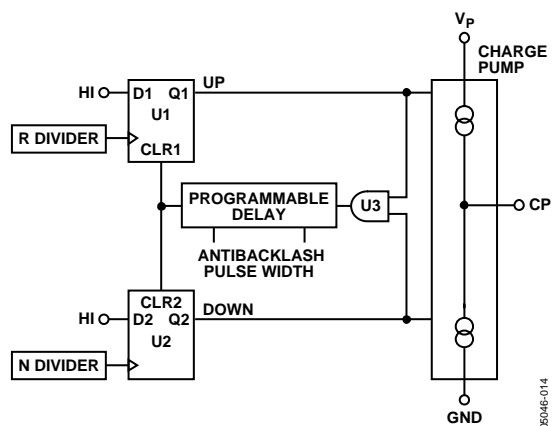 VP
CHARGE
PUMP
HI
D1 Q1
UP
U1
R DIVIDER
CLR1
PROGRAMMABLE
DELAY
U3
CP
ANTIBACKLASH
PULSE WIDTH
CLR2
DOWN
HI
D2 Q2
U2
N DIVIDER
GND
05046-014